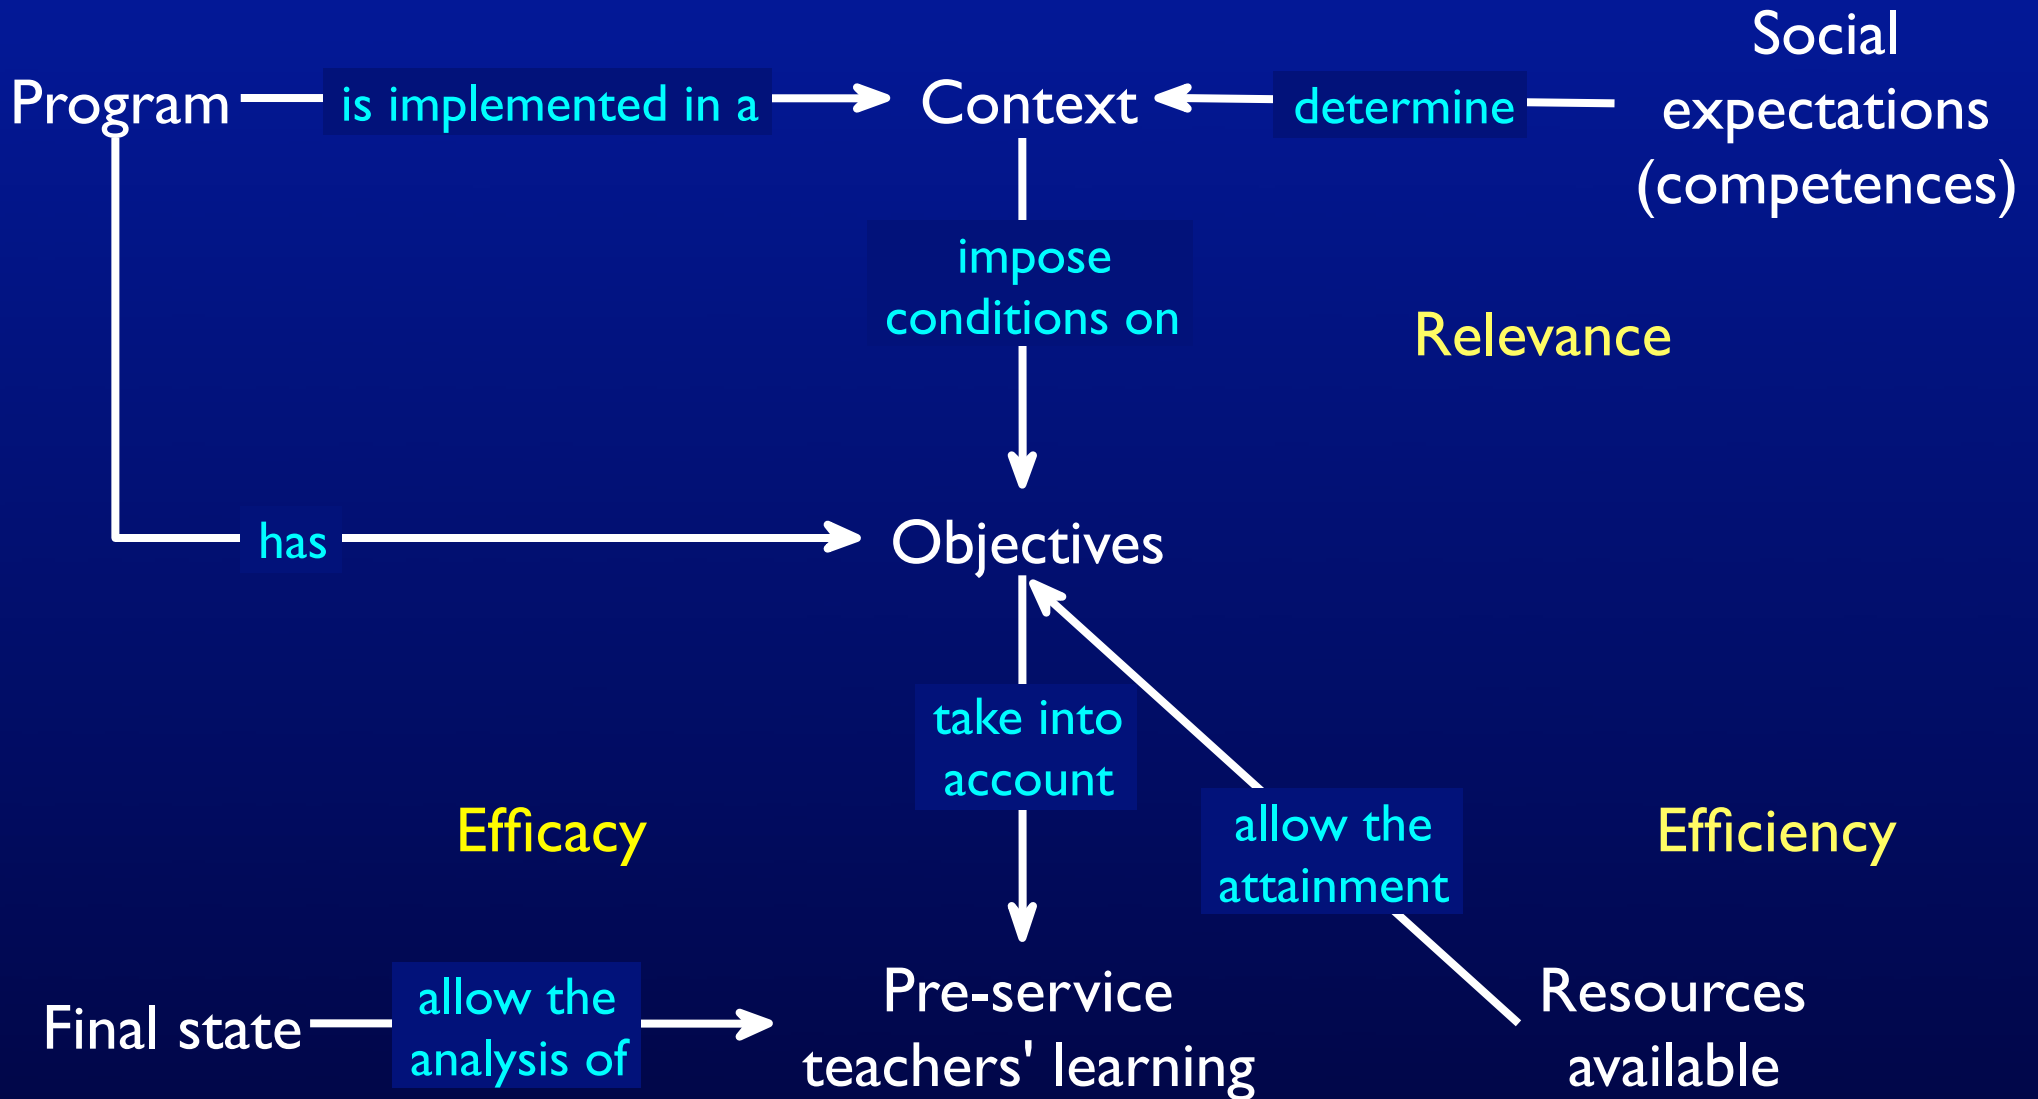 Social
Program
is implemented in a
Context
determine
expectations
(competences)
impose
conditions on
Relevance
has
Objectives
take into
account
Efficacy
allow the
attainment
Efficiency
Final state
allow the
analysis of
Pre-service
teachers' learning
Resources
available